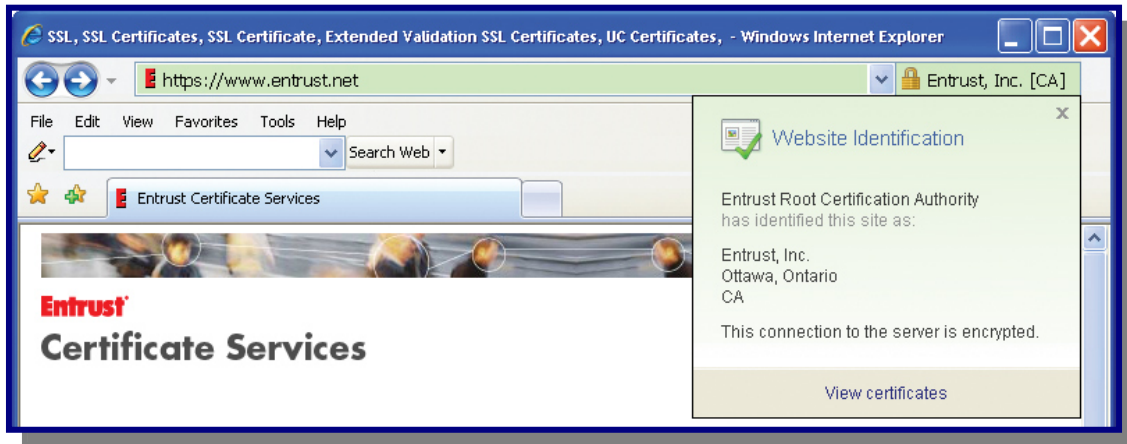 SSL, SSL Certificates, SSL Certificate, Extended Validation SSL Certificates, UC Certificates, - Windows Internet Explorer
https://www.entrust.net
Entrust, Inc. [CA]
File Edit View Favorites Tools Help
Search Web
Entrust Certificate Services
Website Identification
Entrust Root Certification Authority
has identified this site as:
Entrust, Inc.
Ottawa, Ontario
CA
This connection to the server is encrypted.
View certificates
Entrust
Certificate Services